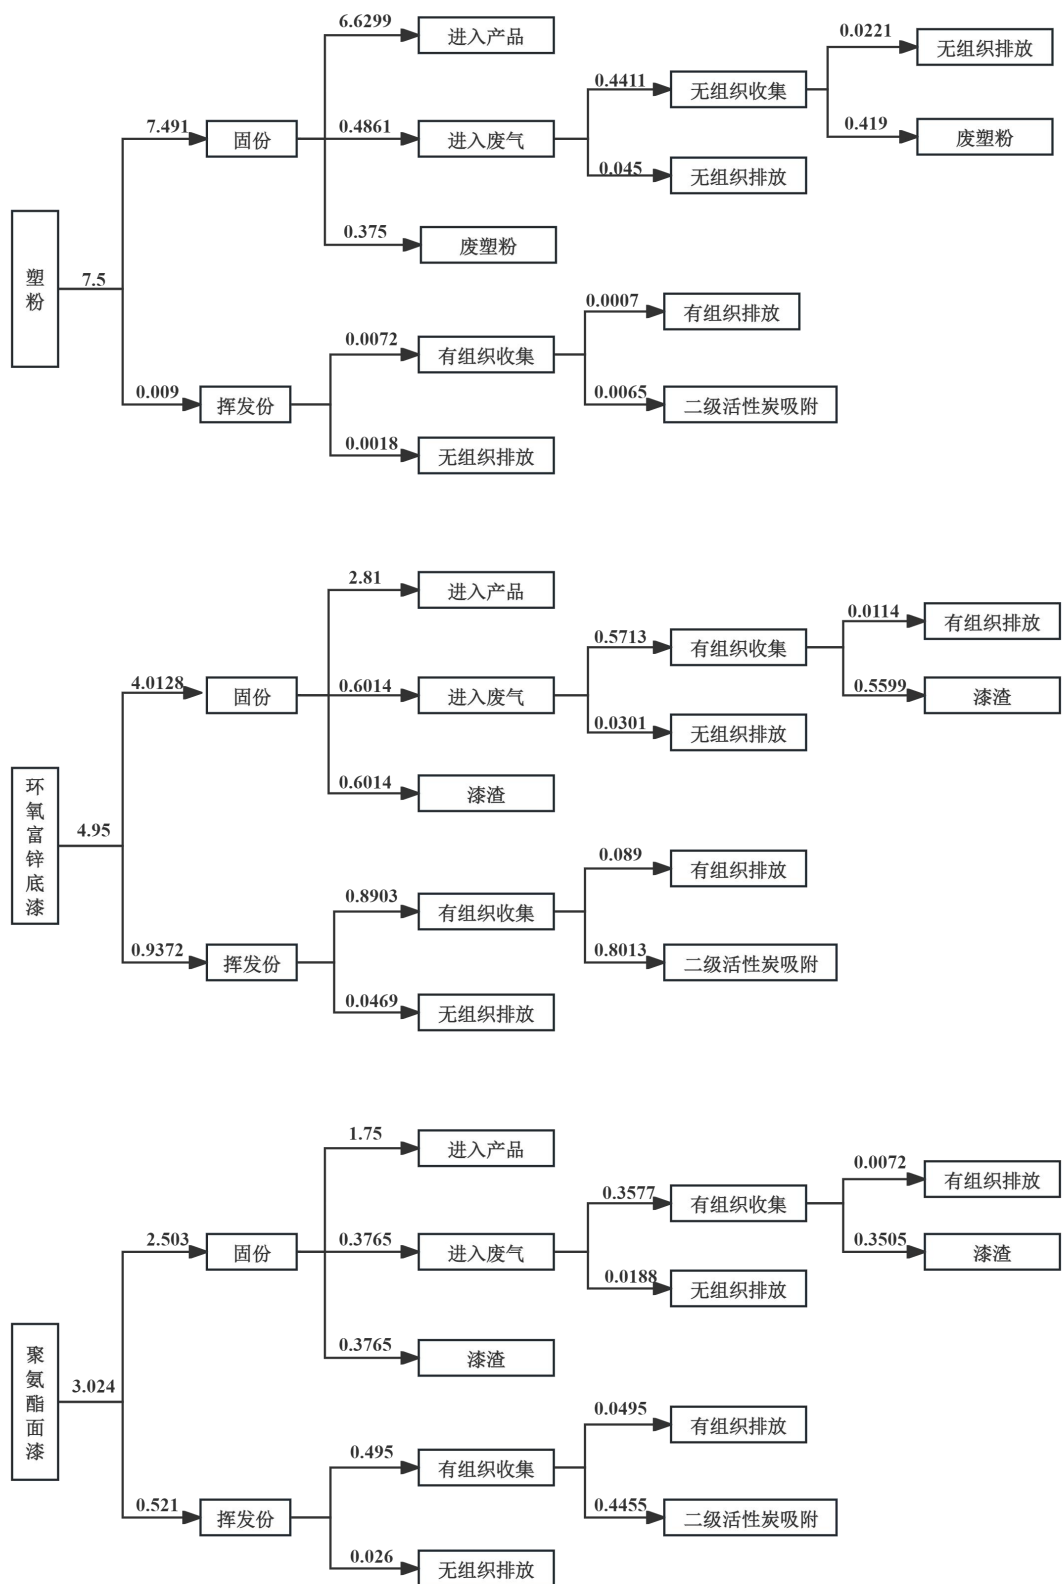 塑粉
7.5
7.491
固份
6.6299
进入产品
0.4861
进入废气
0.4411
无组织收集
0.0221
无组织排放
0.419
废塑粉
0.045
无组织排放
0.375
废塑粉
0.009
挥发份
0.0072
有组织收集
0.0007
有组织排放
0.0065
二级活性炭吸附
0.0018
无组织排放
环氧富锌底漆
4.95
4.0128
固份
2.81
进入产品
0.6014
进入废气
0.5713
有组织收集
0.0114
有组织排放
0.5599
漆渣
0.0301
无组织排放
0.6014
漆渣
0.9372
挥发份
0.8903
有组织收集
0.089
有组织排放
0.8013
二级活性炭吸附
0.0469
无组织排放
聚氨酯面漆
3.024
2.503
固份
1.75
进入产品
0.3765
进入废气
0.3577
有组织收集
0.0072
有组织排放
0.3505
漆渣
0.0188
无组织排放
0.3765
漆渣
0.521
挥发份
0.495
有组织收集
0.0495
有组织排放
0.4455
二级活性炭吸附
0.026
无组织排放